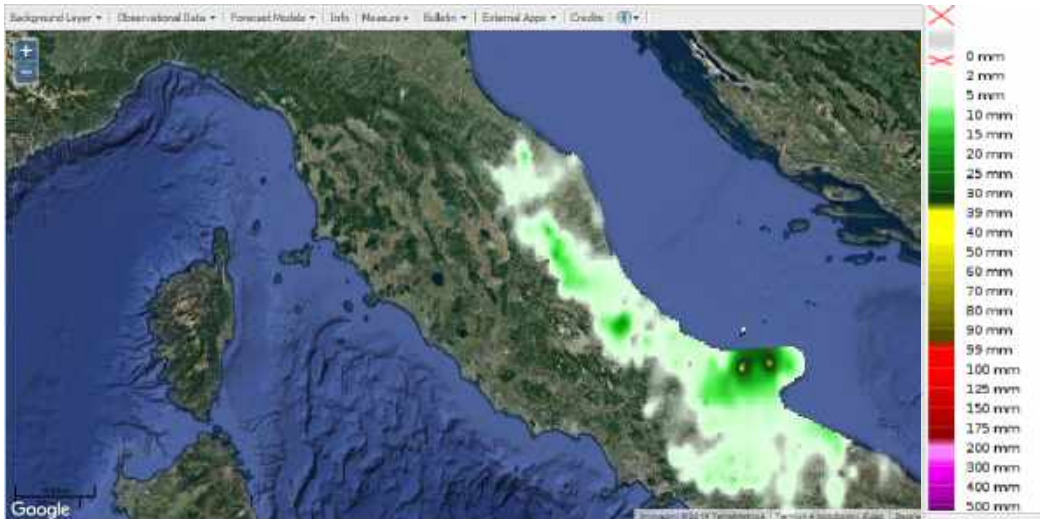 Background Layer Observational Data Forecast Models Info Measure Bulletin External Apps Credits
+
−
0 mm
2 mm
5 mm
10 mm
15 mm
20 mm
25 mm
30 mm
39 mm
40 mm
60 mm
70 mm
80 mm
90 mm
99 mm
100 mm
125 mm
150 mm
175 mm
200 mm
300 mm
400 mm
500 mm
Google